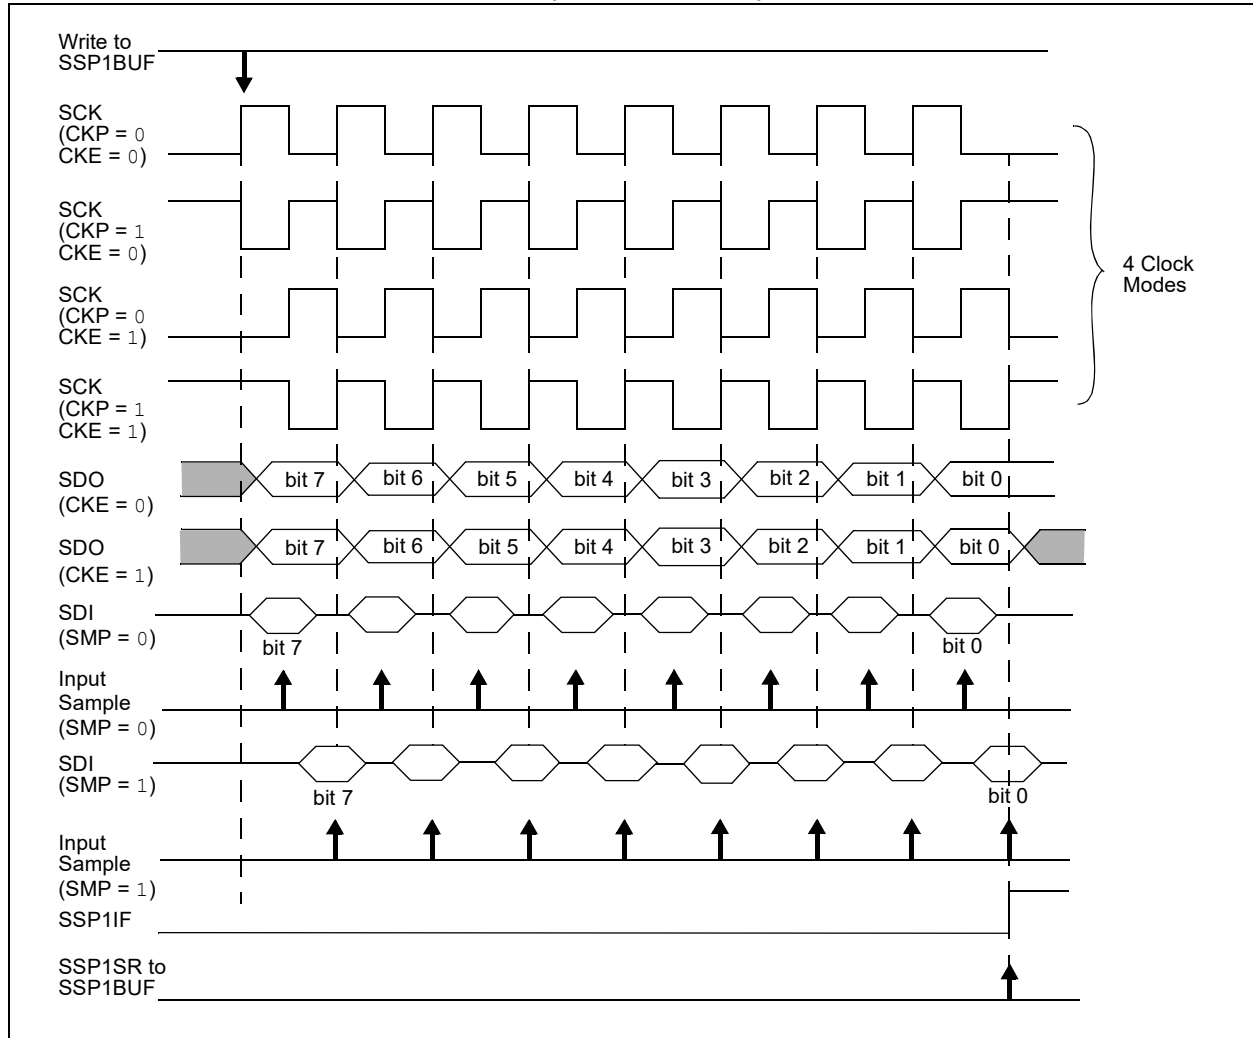 Write to
SSP1BUF
SCK
(CKP = 0
CKE = 0)
SCK
(CKP = 1
CKE = 0)
4 Clock
Modes
SCK
(CKP = 0
CKE = 1)
SCK
(CKP = 1
CKE = 1)
SDO
(CKE = 0)
bit 7 bit 6 bit 5 bit 4 bit 3 bit 2 bit 1 bit 0
SDO
(CKE = 1)
bit 7 bit 6 bit 5 bit 4 bit 3 bit 2 bit 1 bit 0
SDI
(SMP = 0)
bit 7 bit 0
Input
Sample
(SMP = 0)
SDI
(SMP = 1)
bit 7 bit 0
Input
Sample
(SMP = 1)
SSP1IF
SSP1SR to
SSP1BUF